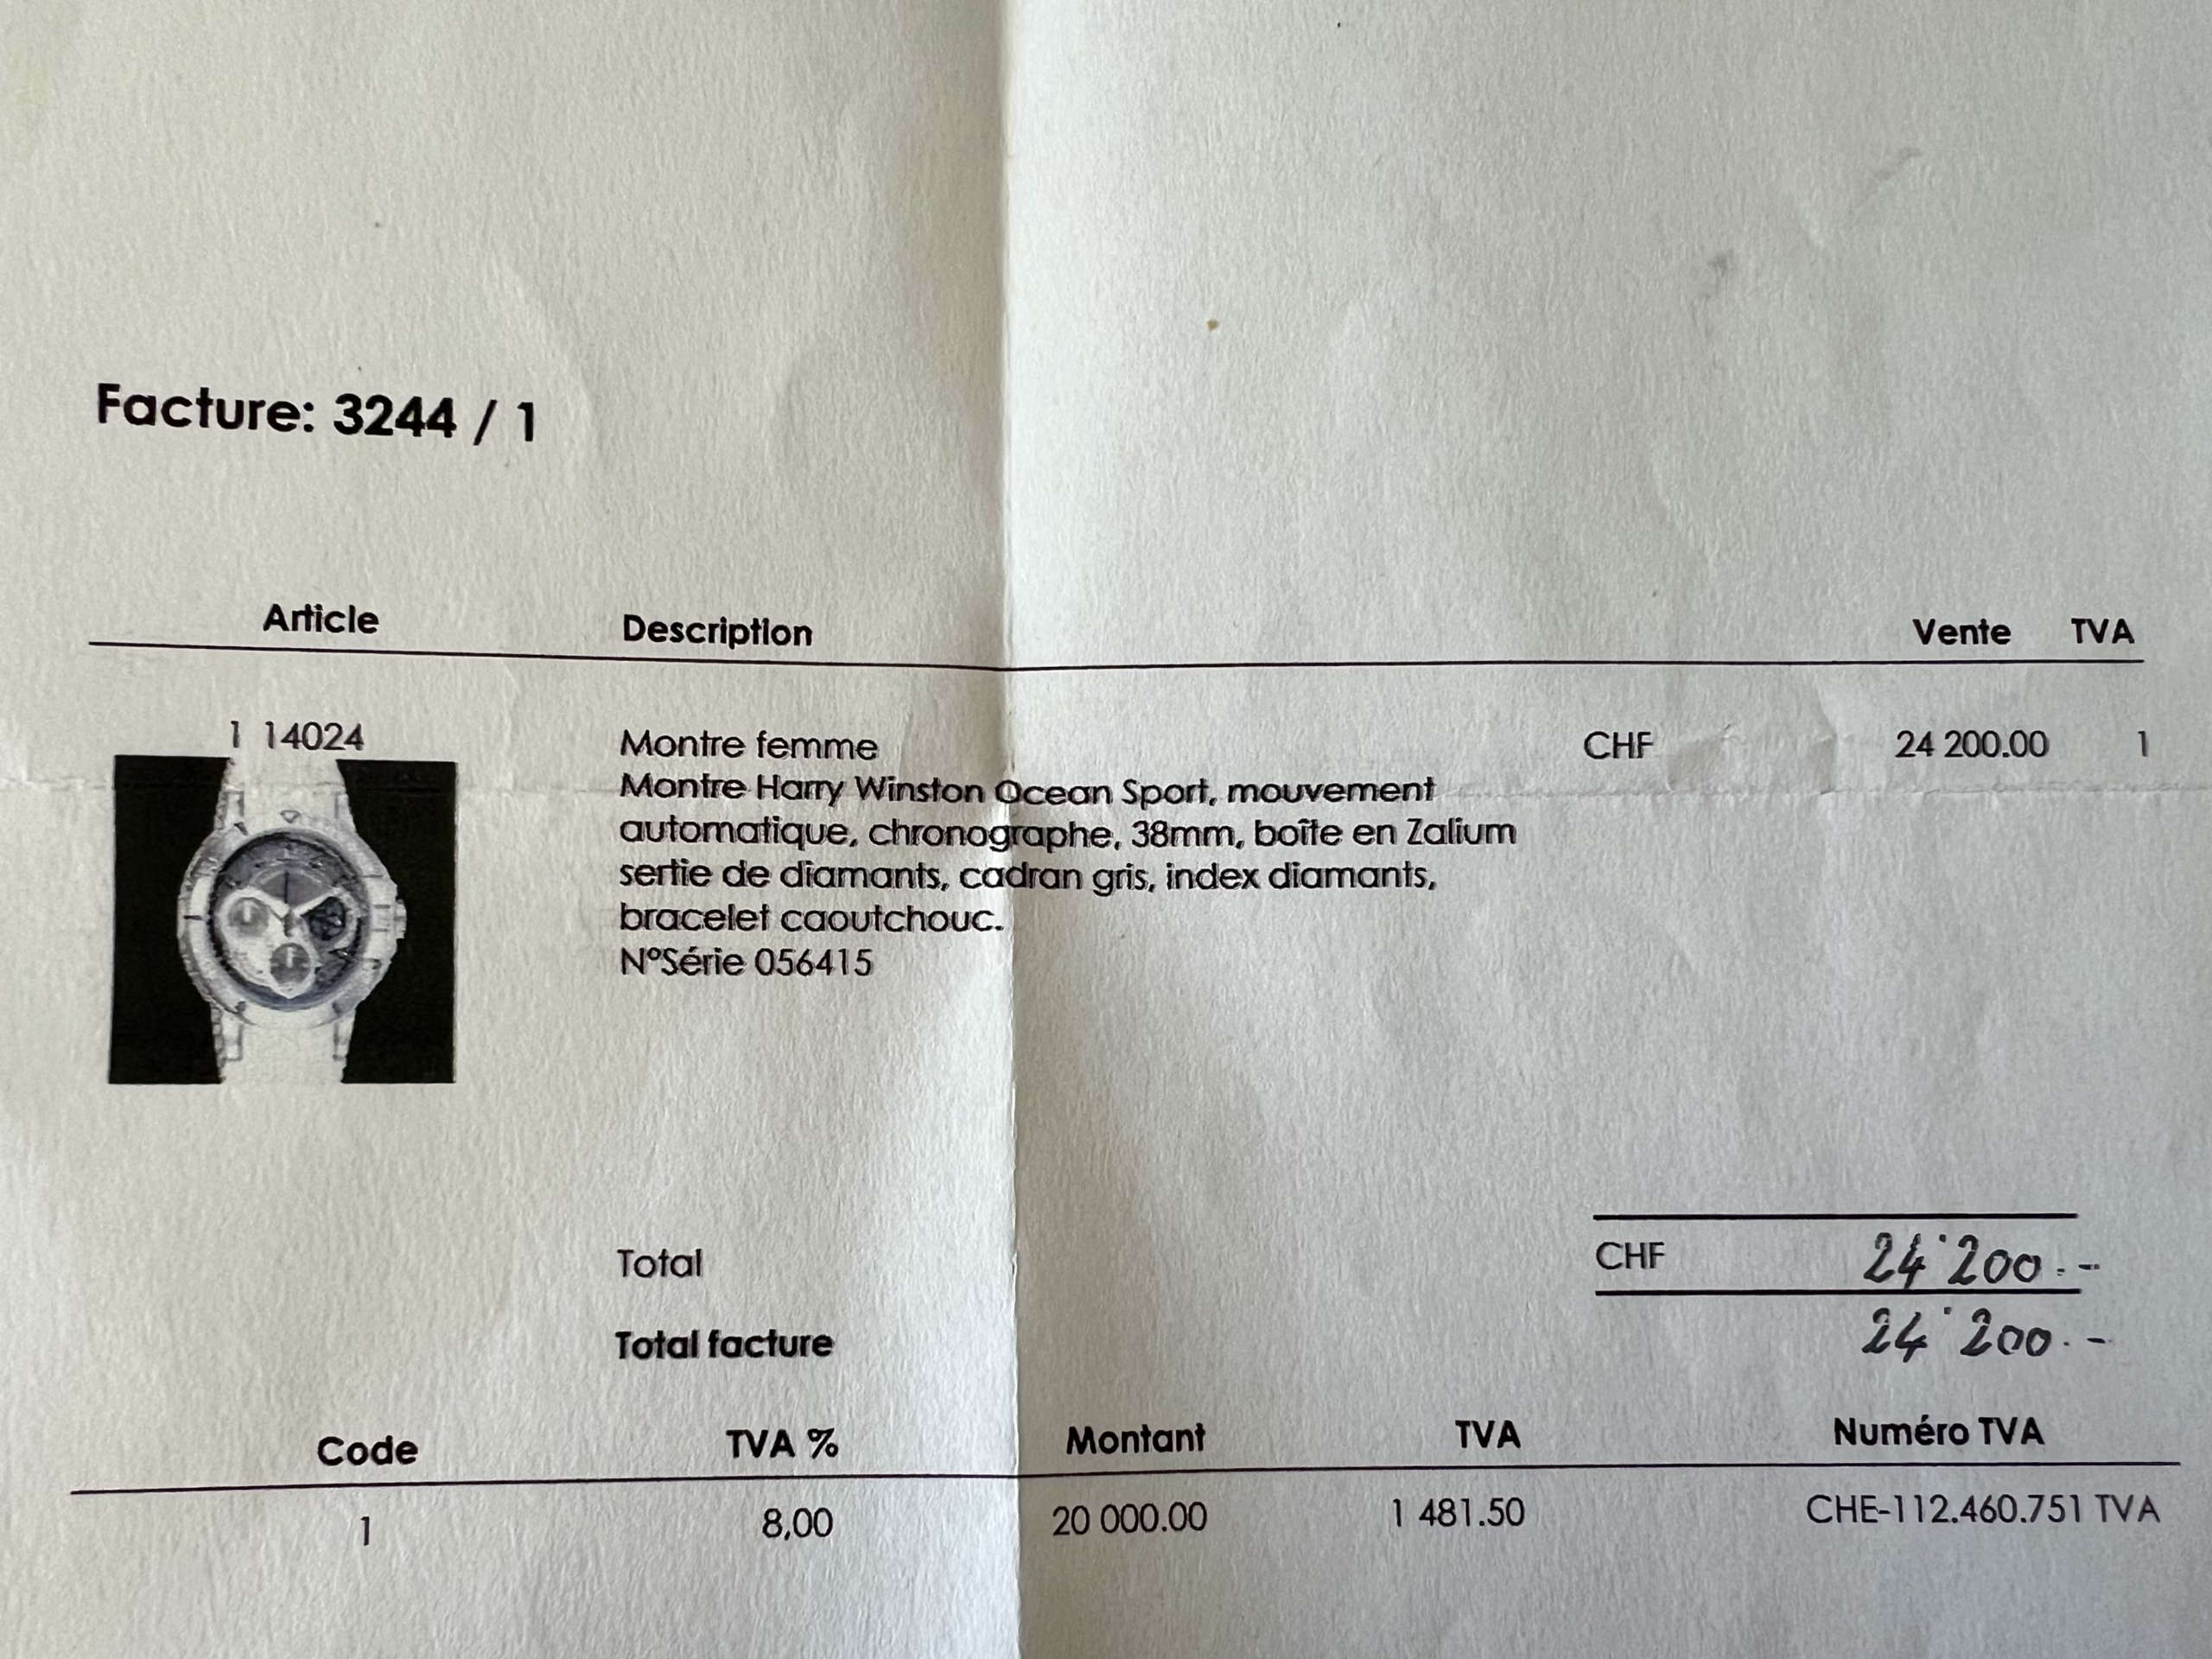 Facture: 3244 / 1
Article Description Vente TVA
1 14024
Montre femme CHF 24 200.00 1
Montre Harry Winston Ocean Sport, mouvement
automatique, chronographe, 38mm, boîte en Zalium
sertie de diamants, cadran gris, index diamants,
bracelet caoutchouc.
N°Série 056415
Total CHF 24'200.--
Total facture 24'200.-
Code TVA % Montant TVA Numéro TVA
1 8,00 20 000.00 1 481.50 CHE-112.460.751 TVA